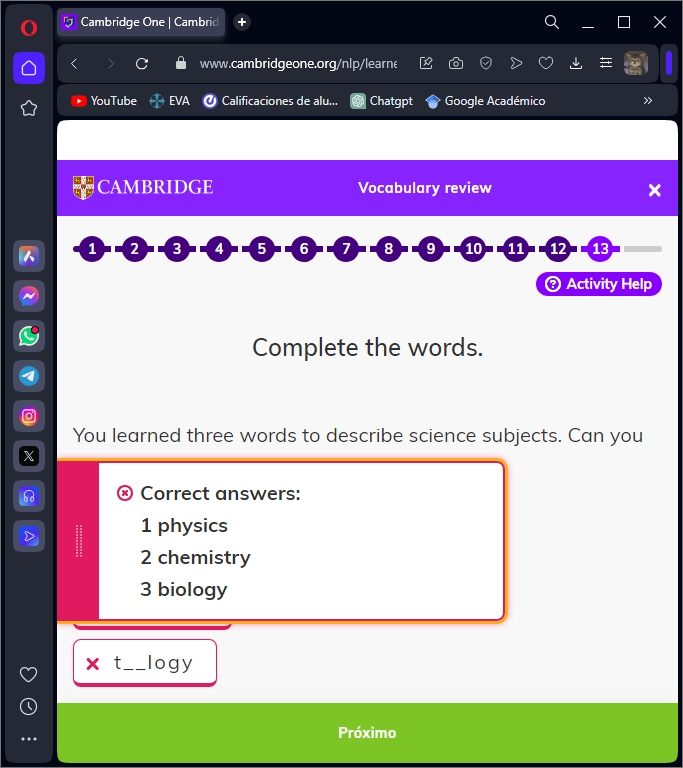 Cambridge One | Cambrid
www.cambridgeone.org/nlp/learne
YouTube
EVA
Calificaciones de alu...
Chatgpt
Google Académico
CAMBRIDGE
Vocabulary review
1 2 3 4 5 6 7 8 9 10 11 12 13
Activity Help
Complete the words.
You learned three words to describe science subjects. Can you
Correct answers:
1 physics
2 chemistry
3 biology
t__logy
Próximo